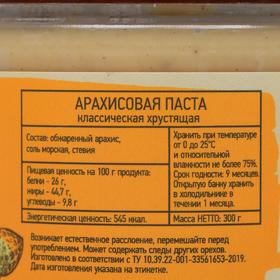 АРАХИСОВАЯ ПАСТА
классическая хрустящая
Состав: обжаренный арахис,
соль морская, стевия
Пищевая ценность на 100 г продукта:
белки - 26 г,
жиры - 44,7 г,
углеводы - 9,8 г
Энергетическая ценность: 545 ккал.
Хранить при температуре
от 0 до 25°С
и относительной
влажности не более 75%.
Срок годности: 9 месяцев.
Открытую банку хранить
в холодильнике
в течении 1 месяца.
Масса НЕТТО: 300 г
Возникает естественное расслоение, перемешайте перед
употреблением. Может содержать следы других орехов.
Изготовлено в соответствии с ТУ 10.39.22-001-33561653-2019.
Дата изготовления указана на этикетке.